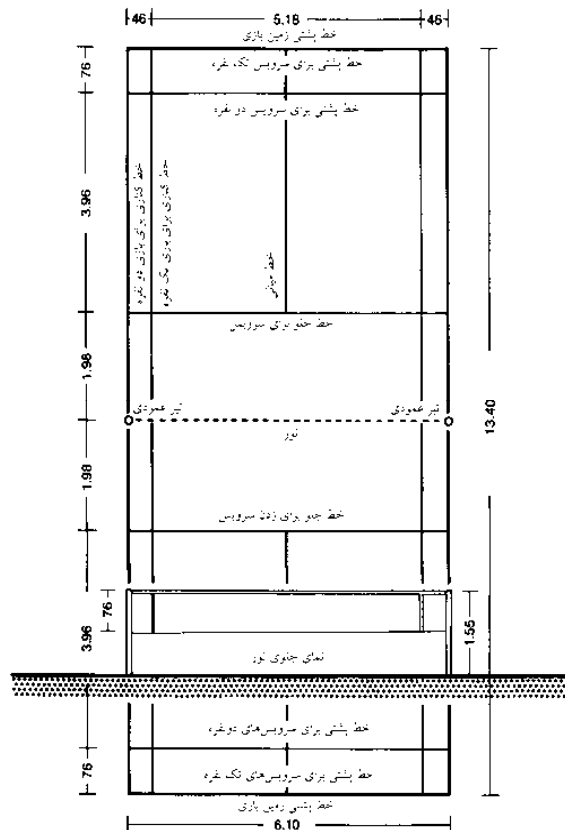 46 5.18 46
خط پشتی زمین بازی
خط پشتی برای سرویس تک نفره
76
خط پشتی برای سرویس دو نفره
3.96
خط کناری برای بازی دو نفره
خط کناری برای بازی تک نفره
خط میانی
خط جلو برای سرویس
1.98
تیر عمودی
تیر عمودی
13.40
تور
1.98
خط جلو برای زدن سرویس
76
1.55
3.96
نمای جلوی تور
خط پشتی برای سرویس‌های دو نفره
76
خط پشتی برای سرویس‌های تک نفره
خط پشتی زمین بازی
6.10